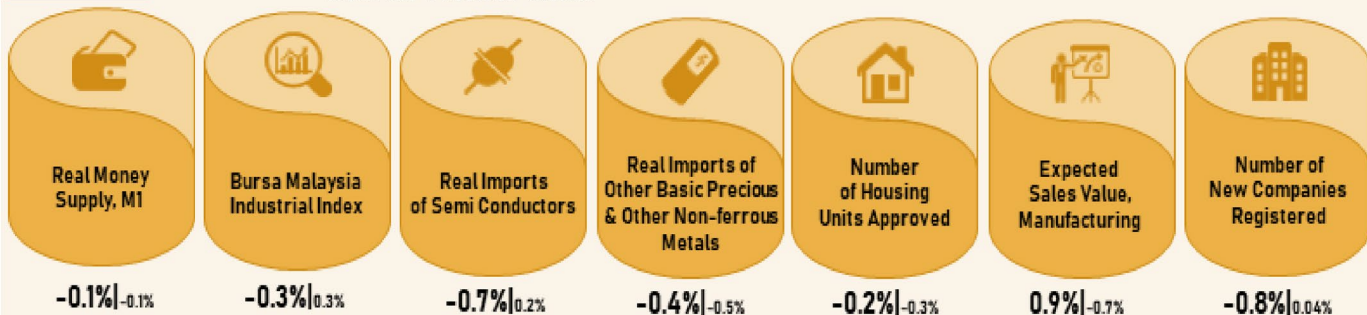 Real Money
Supply, M1
-0.1%|-0.1%
Bursa Malaysia
Industrial Index
-0.3%|0.3%
Real Imports
of Semi Conductors
-0.7%|0.2%
Real Imports of
Other Basic Precious
& Other Non-ferrous
Metals
-0.4%|-0.5%
Number
of Housing
Units Approved
-0.2%|-0.3%
Expected
Sales Value,
Manufacturing
0.9%|-0.7%
Number of
New Companies
Registered
-0.8%|0.04%